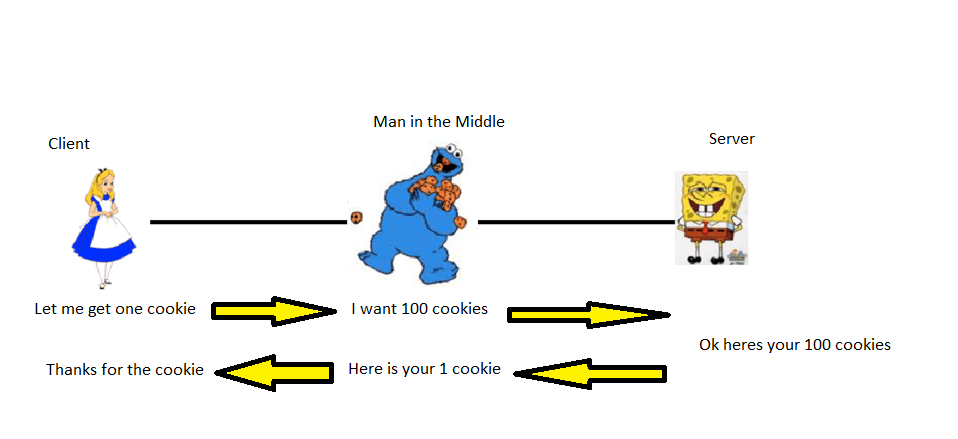 Man in the Middle
Client
Server
Let me get one cookie
I want 100 cookies
Ok heres your 100 cookies
Here is your 1 cookie
Thanks for the cookie